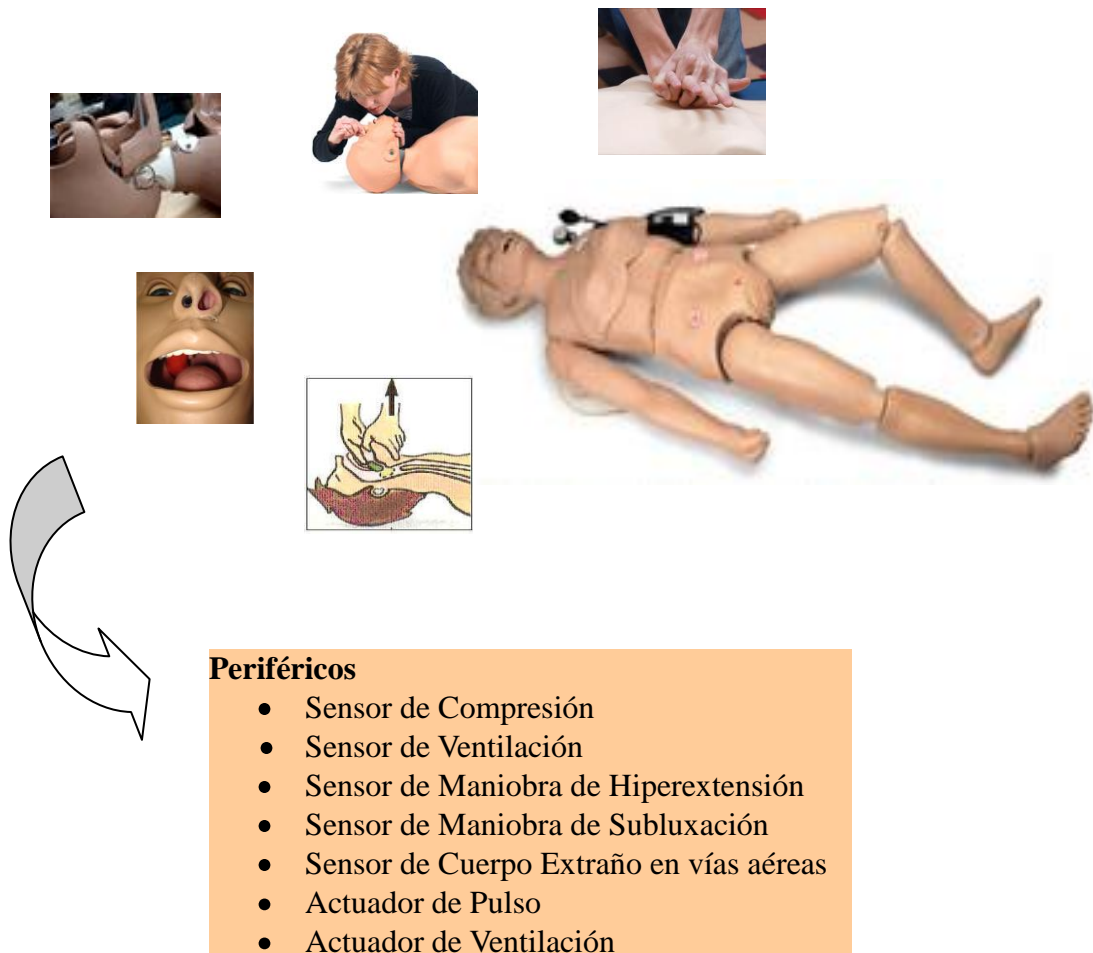 Periféricos
• Sensor de Compresión
• Sensor de Ventilación
• Sensor de Maniobra de Hiperextensión
• Sensor de Maniobra de Subluxación
• Sensor de Cuerpo Extraño en vías aéreas
• Actuador de Pulso
• Actuador de Ventilación